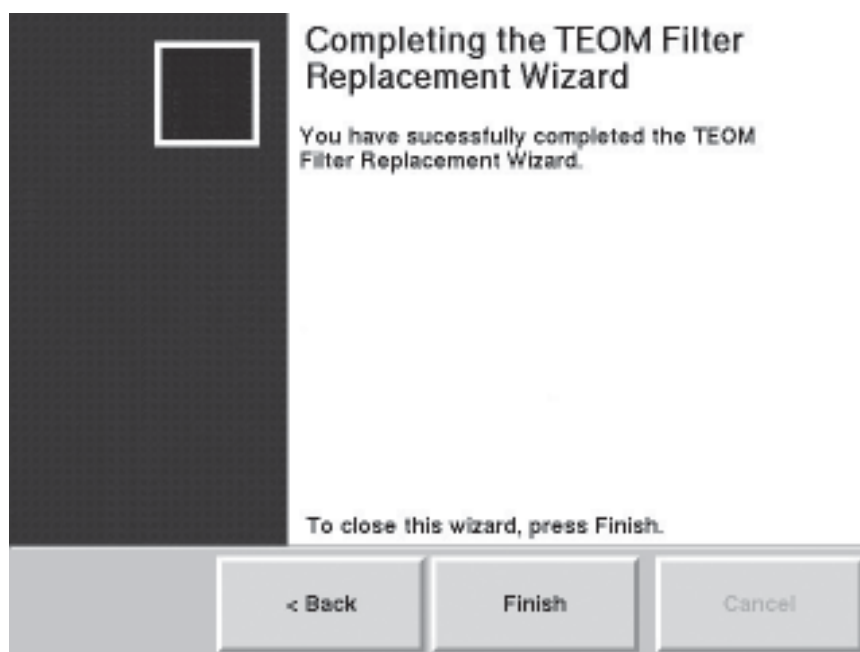 Completing the TEOM Filter
Replacement Wizard
You have sucessfully completed the TEOM
Filter Replacement Wizard.
To close this wizard, press Finish.
< Back
Finish
Cancel